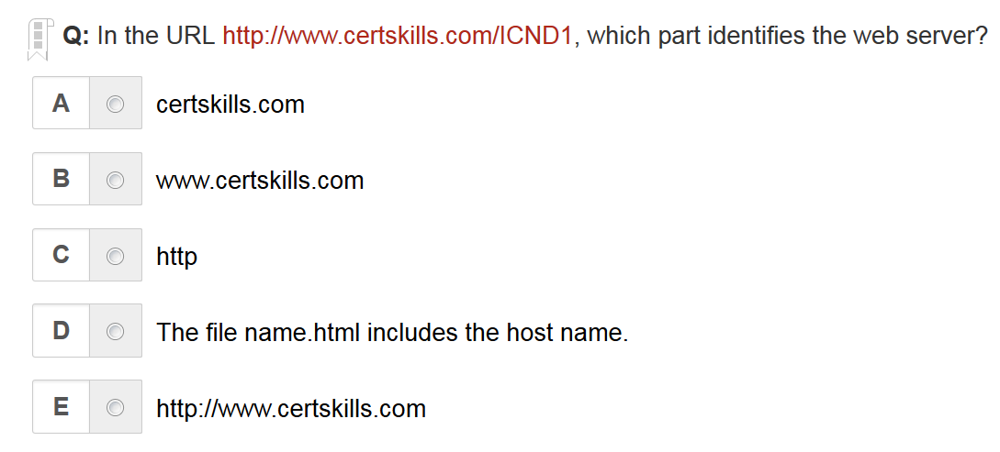 Q: In the URL http://www.certskills.com/ICND1, which part identifies the web server?
A certskills.com
B www.certskills.com
C http
D The file name.html includes the host name.
E http://www.certskills.com